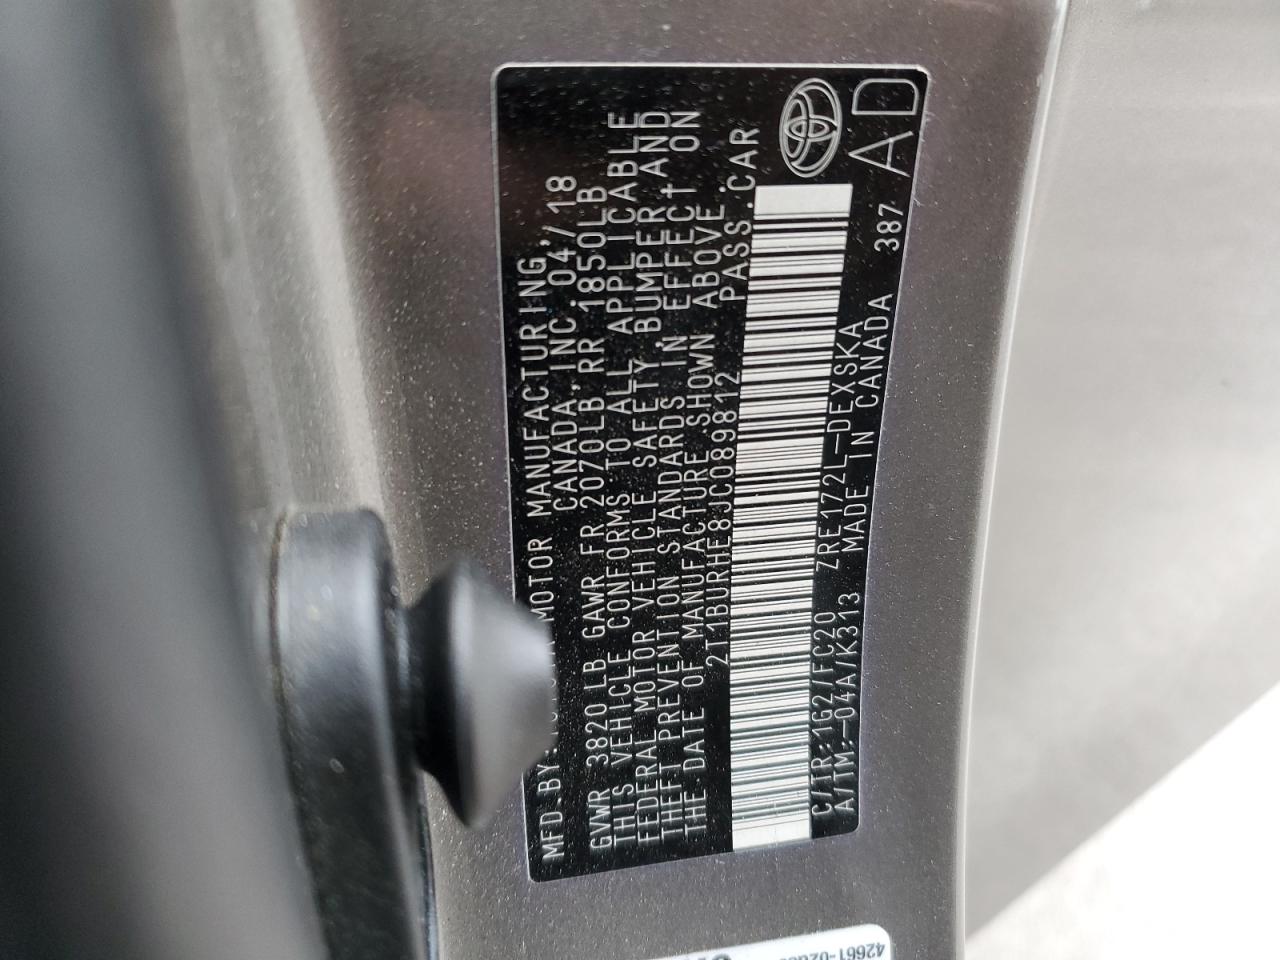 MFD.BY: MOTOR MANUFACTURING,
CANADA,INC. 04/18
GVWR 3820 LB GAWR FR 2070LB,RR 1850LB
THIS VEHICLE CONFORMS TO ALL APPLICABLE
FEDERAL MOTOR VEHICLE SAFETY, BUMPER, AND
THEFT PREVENTION STANDARDS IN EFFECT ON
THE DATE OF MANUFACTURE SHOWN ABOVE.
2T1BURHE8JC089812 PASS.CAR
C/TR:1G2/FC20 ZRE172L-DEXSKA 387
A/TM:-04A/K313 MADE IN CANADA
AD